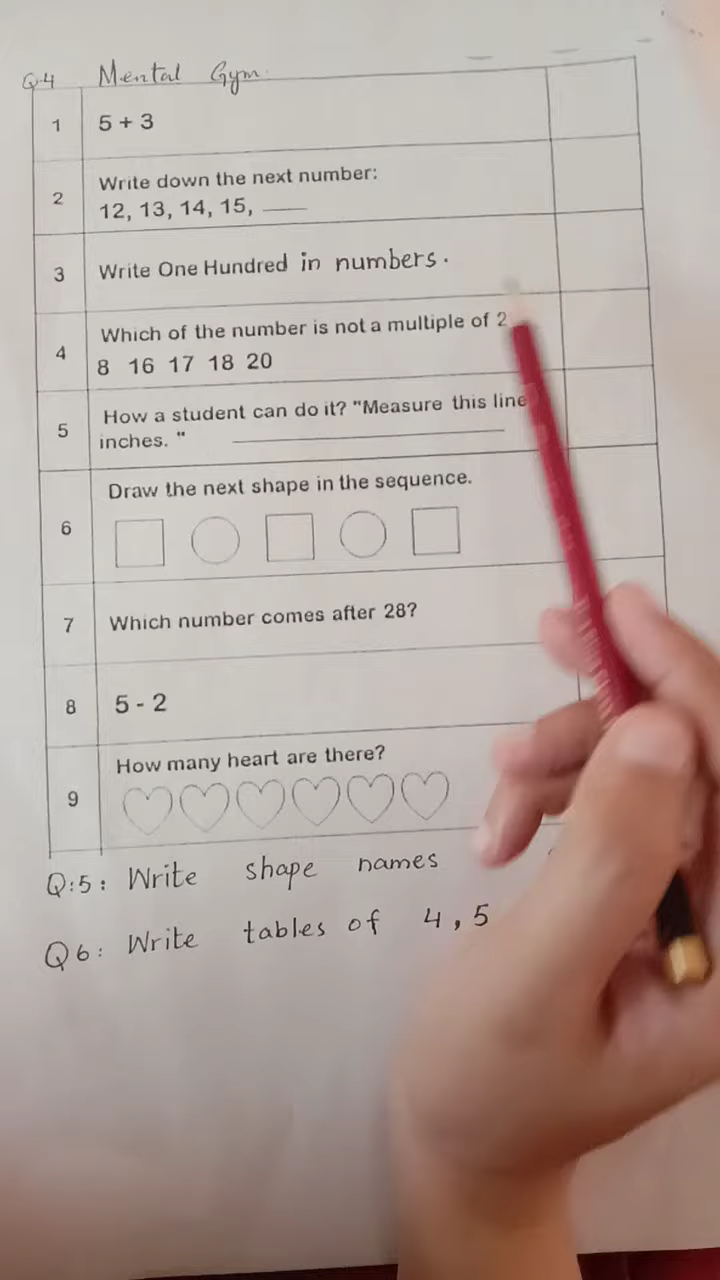 Q.4 Mental Gym.
1 5 + 3
2 Write down the next number:
12, 13, 14, 15,
3 Write One Hundred in numbers.
4 Which of the number is not a multiple of 2
8 16 17 18 20
5 How a student can do it? "Measure this line
inches. "
6 Draw the next shape in the sequence.
7 Which number comes after 28?
8 5 - 2
9 How many heart are there?
Q:5: Write shape names
Q6: Write tables of 4, 5